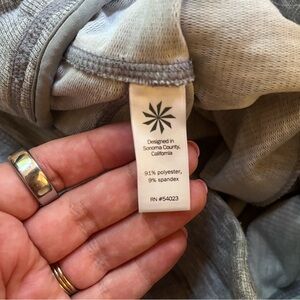 Designed in
Sonoma County,
California
91% polyester,
9% spandex
RN #54023